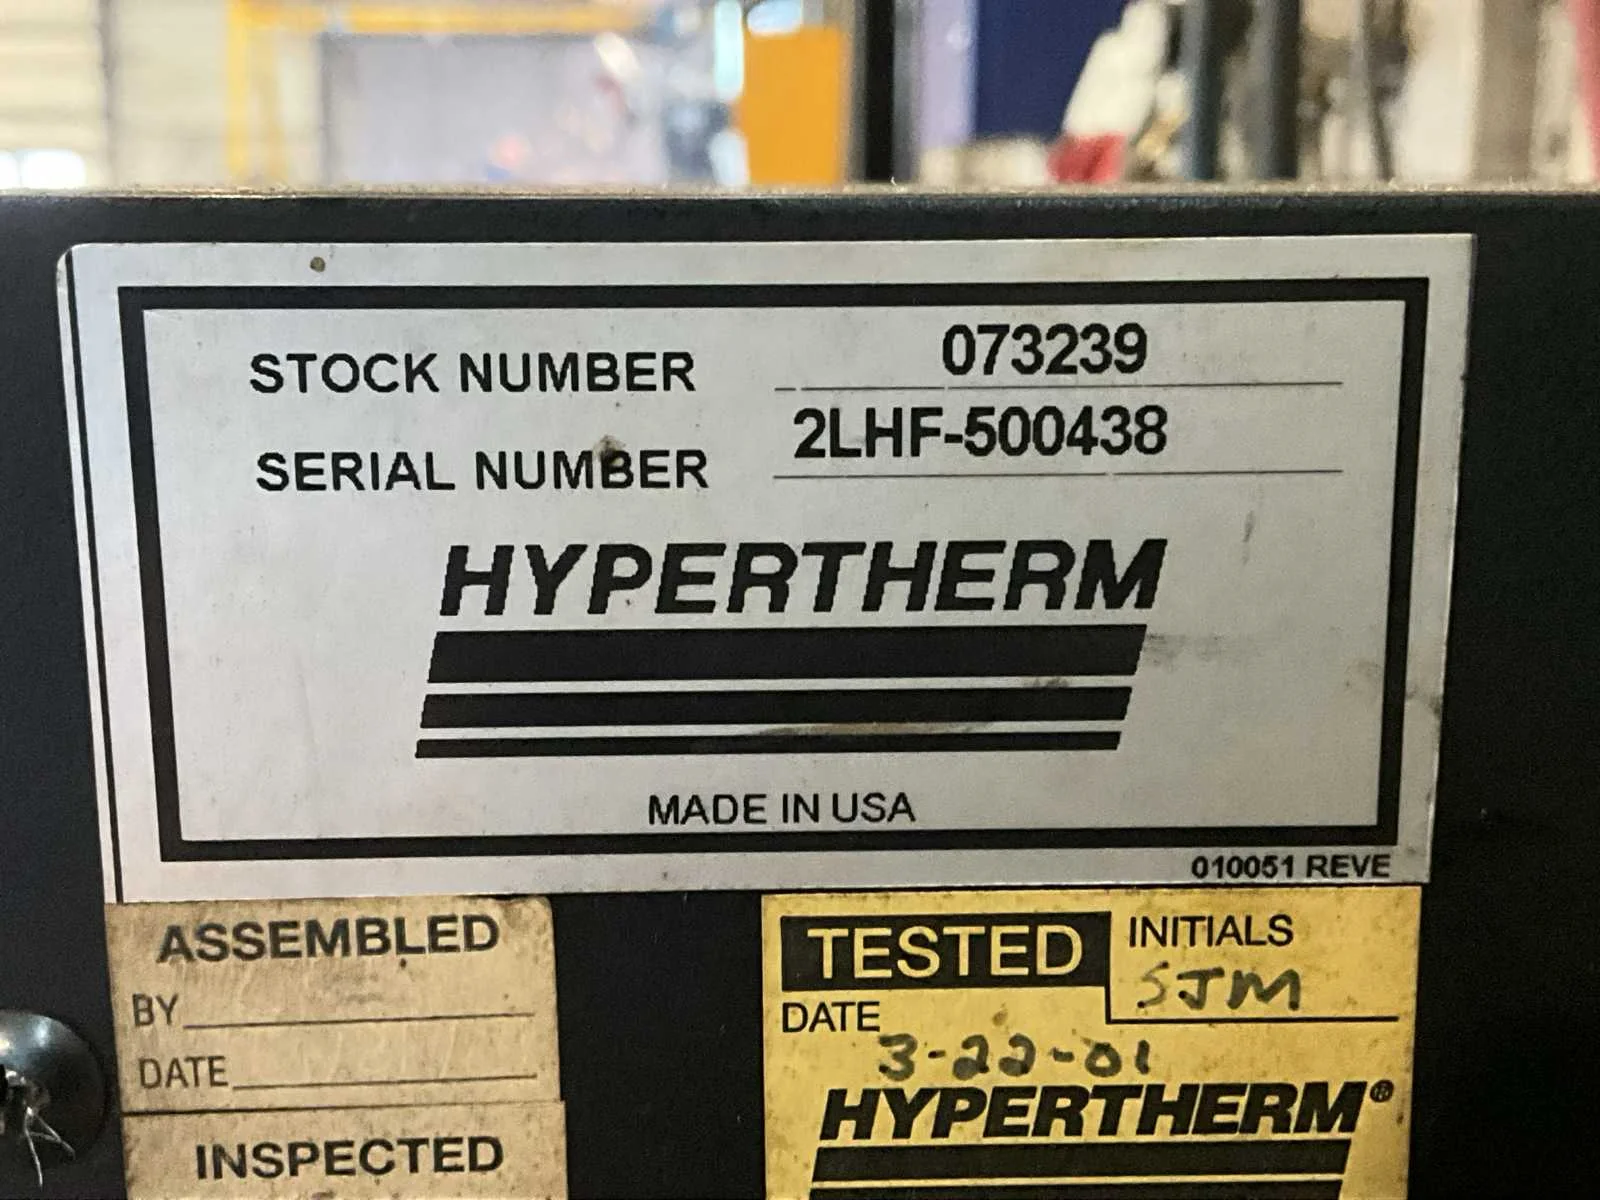 STOCK NUMBER 073239
SERIAL NUMBER 2LHF-500438
HYPERTHERM
MADE IN USA
010051 REVE
ASSEMBLED
BY
DATE
INSPECTED
TESTED
INITIALS
SJM
DATE
3-22-01
HYPERTHERM®